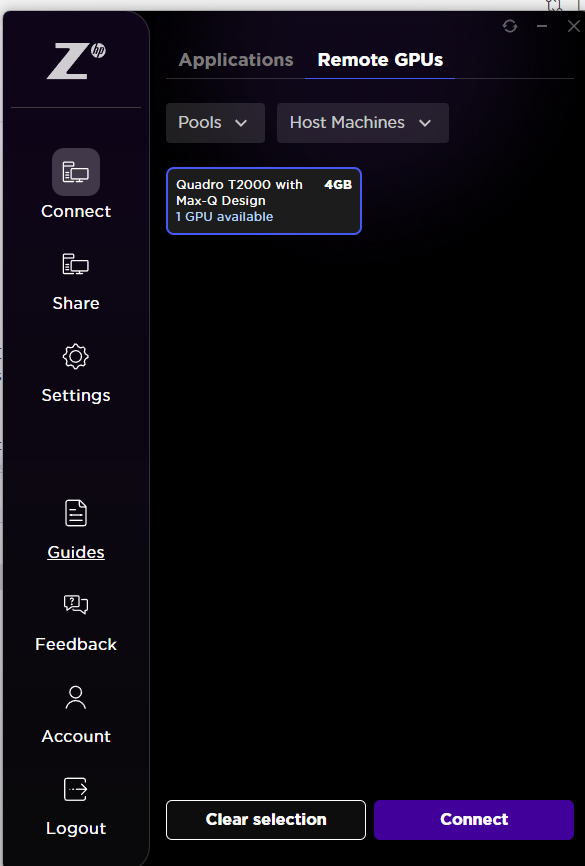 Z hp
Applications
Remote GPUs
Pools
Host Machines
Quadro T2000 with
Max-Q Design
4GB
1 GPU available
Connect
Share
Settings
Guides
Feedback
Account
Logout
Clear selection
Connect